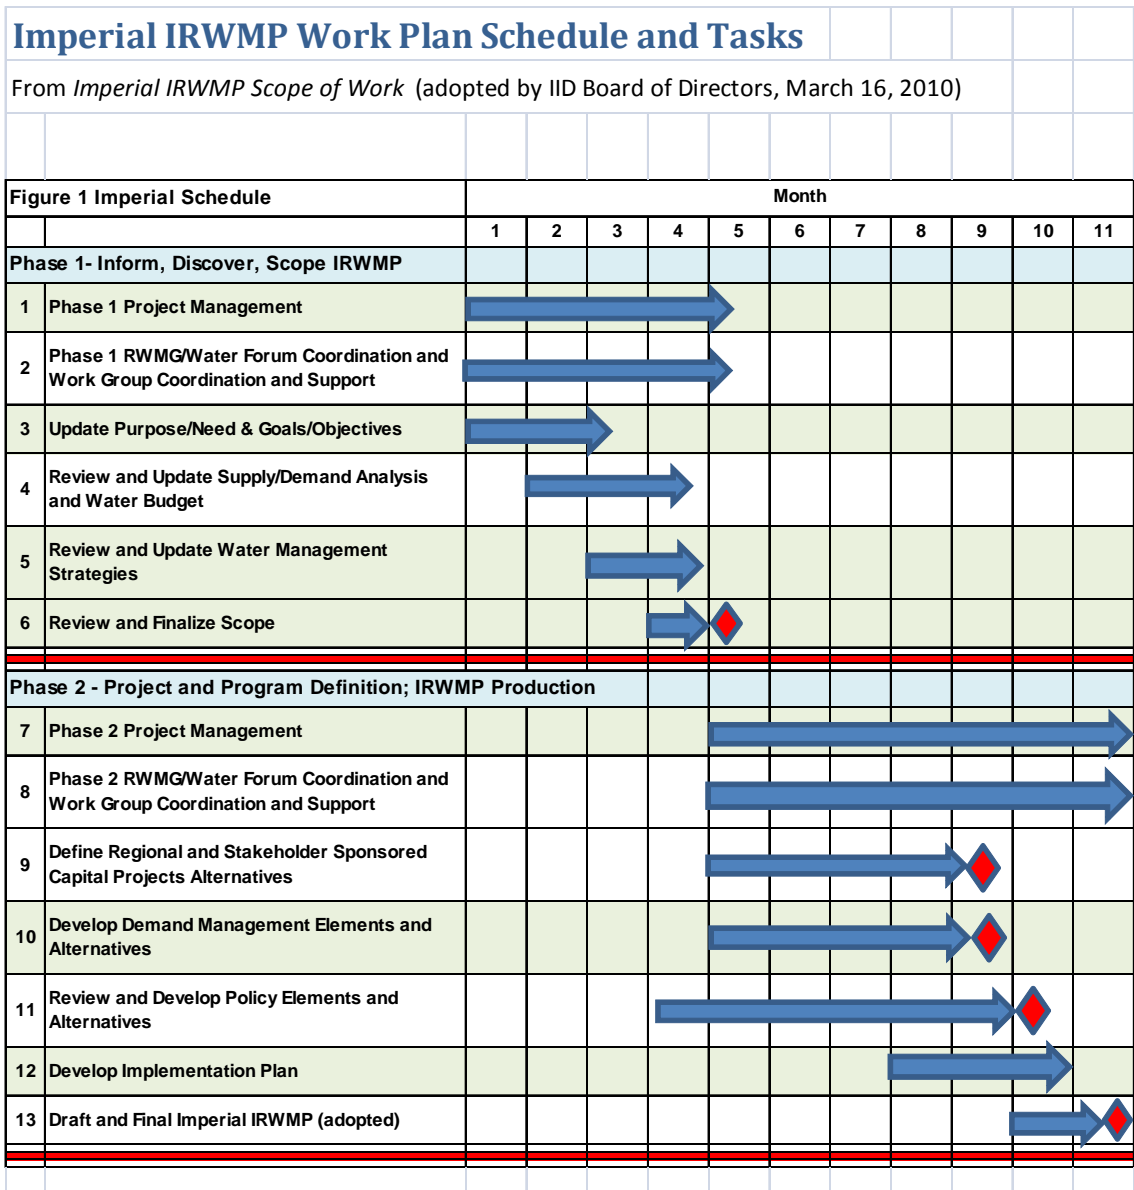 Imperial IRWMP Work Plan Schedule and Tasks
From Imperial IRWMP Scope of Work (adopted by IID Board of Directors, March 16, 2010)
Figure 1 Imperial Schedule
Month
1 2 3 4 5 6 7 8 9 10 11
Phase 1- Inform, Discover, Scope IRWMP
1 Phase 1 Project Management
2 Phase 1 RWMG/Water Forum Coordination and
Work Group Coordination and Support
3 Update Purpose/Need & Goals/Objectives
4 Review and Update Supply/Demand Analysis
and Water Budget
5 Review and Update Water Management
Strategies
6 Review and Finalize Scope
Phase 2 - Project and Program Definition; IRWMP Production
7 Phase 2 Project Management
8 Phase 2 RWMG/Water Forum Coordination and
Work Group Coordination and Support
9 Define Regional and Stakeholder Sponsored
Capital Projects Alternatives
10 Develop Demand Management Elements and
Alternatives
11 Review and Develop Policy Elements and
Alternatives
12 Develop Implementation Plan
13 Draft and Final Imperial IRWMP (adopted)